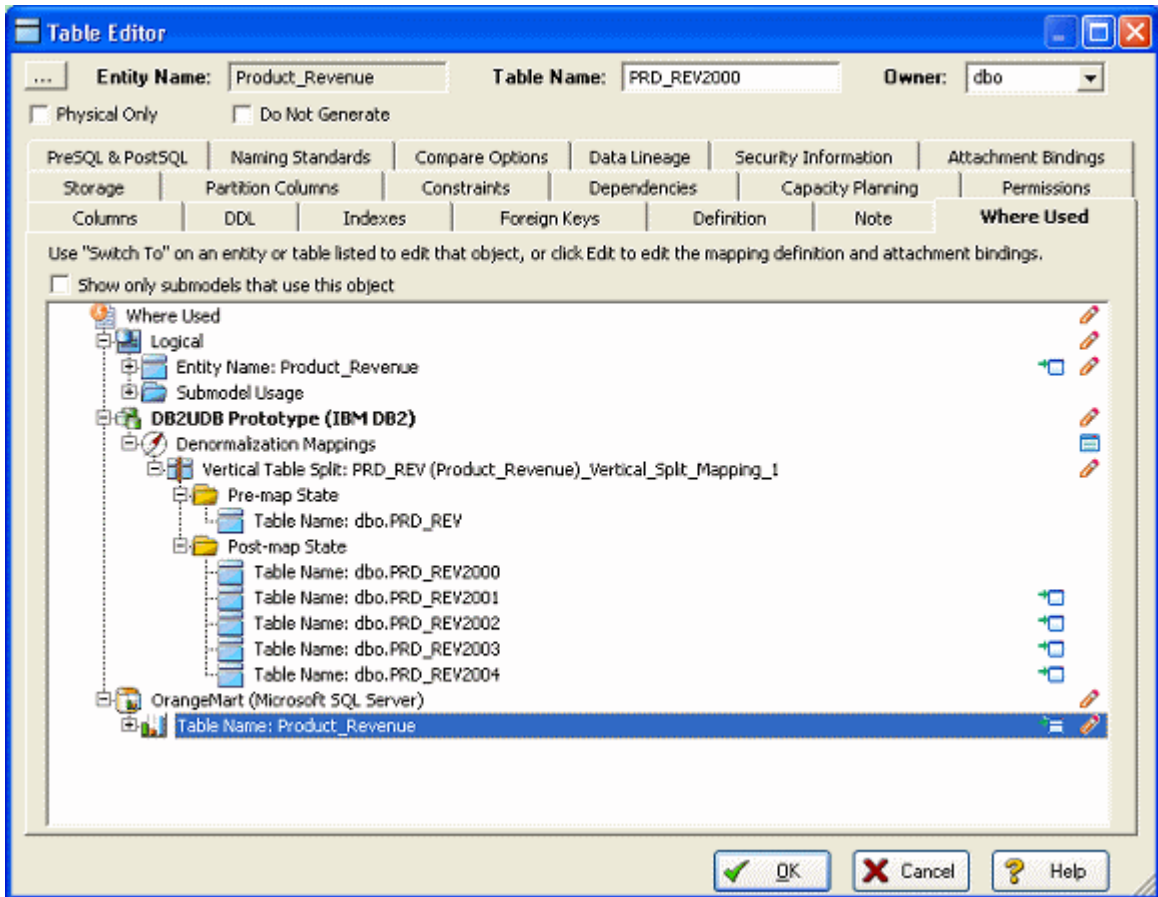 Table Editor
... Entity Name: Product_Revenue Table Name: PRD_REV2000 Owner: dbo
Physical Only Do Not Generate
PreSQL & PostSQL Naming Standards Compare Options Data Lineage Security Information Attachment Bindings
Storage Partition Columns Constraints Dependencies Capacity Planning Permissions
Columns DDL Indexes Foreign Keys Definition Note Where Used
Use "Switch To" on an entity or table listed to edit that object, or click Edit to edit the mapping definition and attachment bindings.
Show only submodels that use this object
Where Used
Logical
Entity Name: Product_Revenue
Submodel Usage
DB2UDB Prototype (IBM DB2)
Denormalization Mappings
Vertical Table Split: PRD_REV (Product_Revenue)_Vertical_Split_Mapping_1
Pre-map State
Table Name: dbo.PRD_REV
Post-map State
Table Name: dbo.PRD_REV2000
Table Name: dbo.PRD_REV2001
Table Name: dbo.PRD_REV2002
Table Name: dbo.PRD_REV2003
Table Name: dbo.PRD_REV2004
OrangeMart (Microsoft SQL Server)
Table Name: Product_Revenue
OK Cancel Help